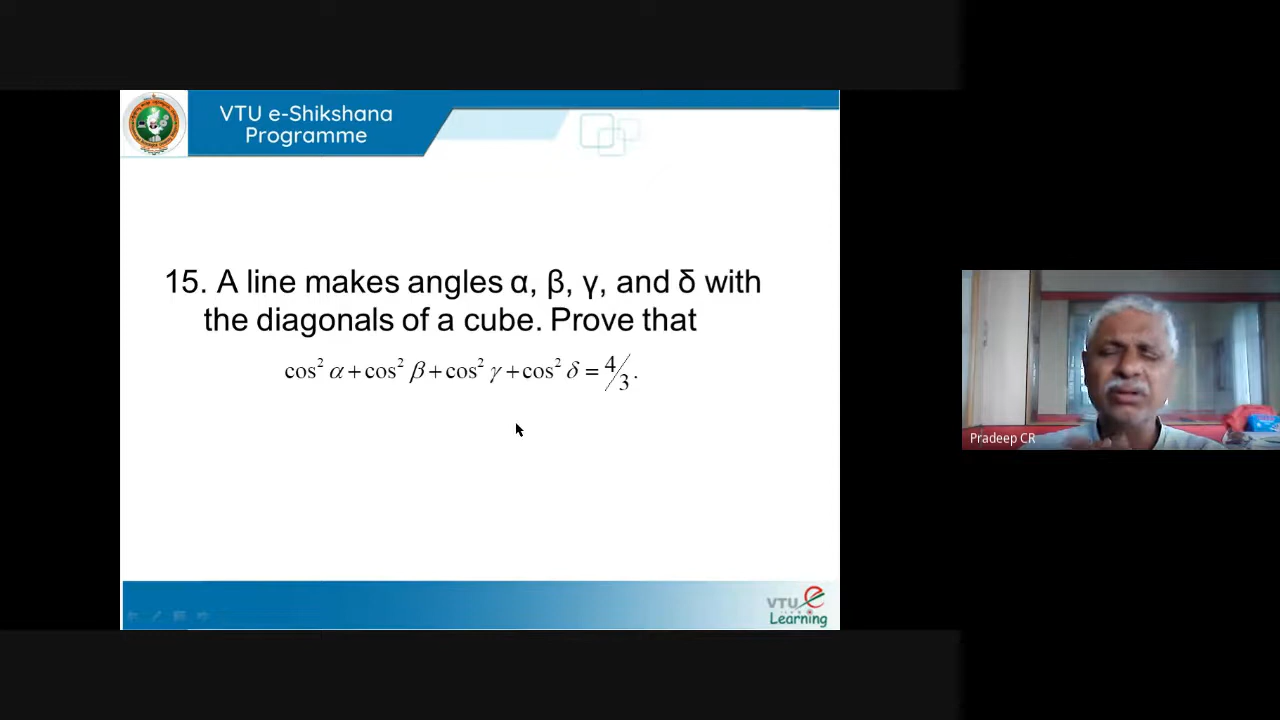 VTU e-Shikshana
Programme
15. A line makes angles α, β, γ, and δ with
the diagonals of a cube. Prove that
cos² α + cos² β + cos² γ + cos² δ = 4/3.
Pradeep CR
VTU e
Learning